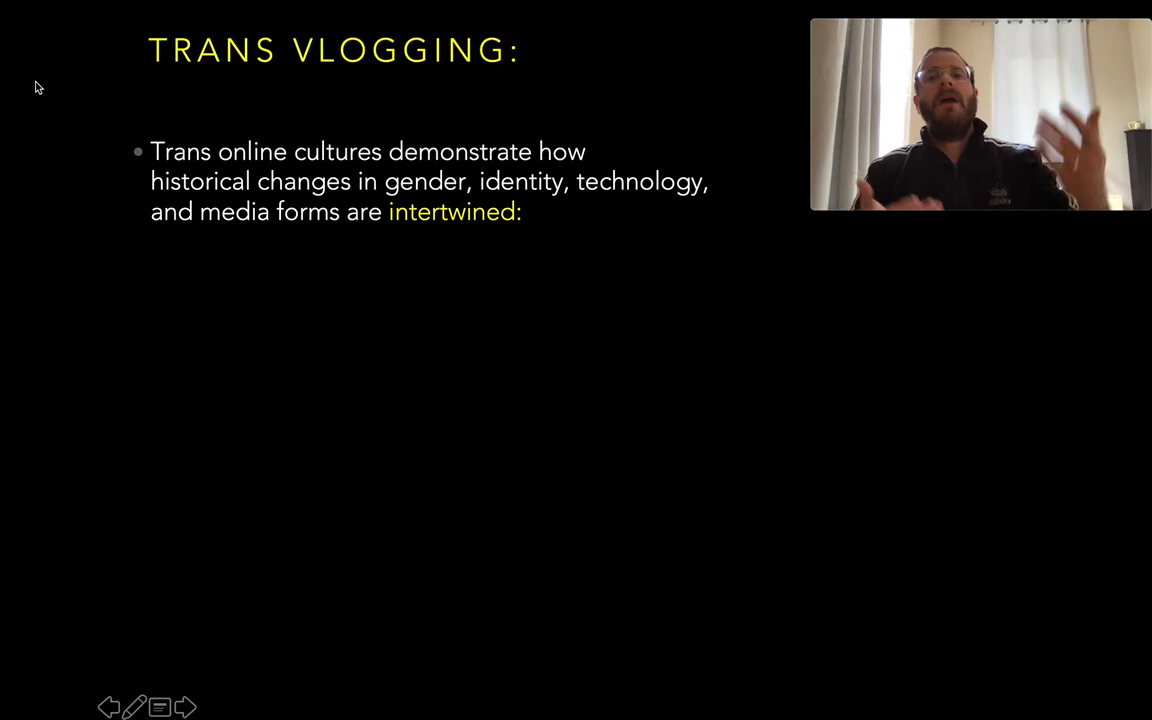 TRANS VLOGGING:
• Trans online cultures demonstrate how
historical changes in gender, identity, technology,
and media forms are intertwined: